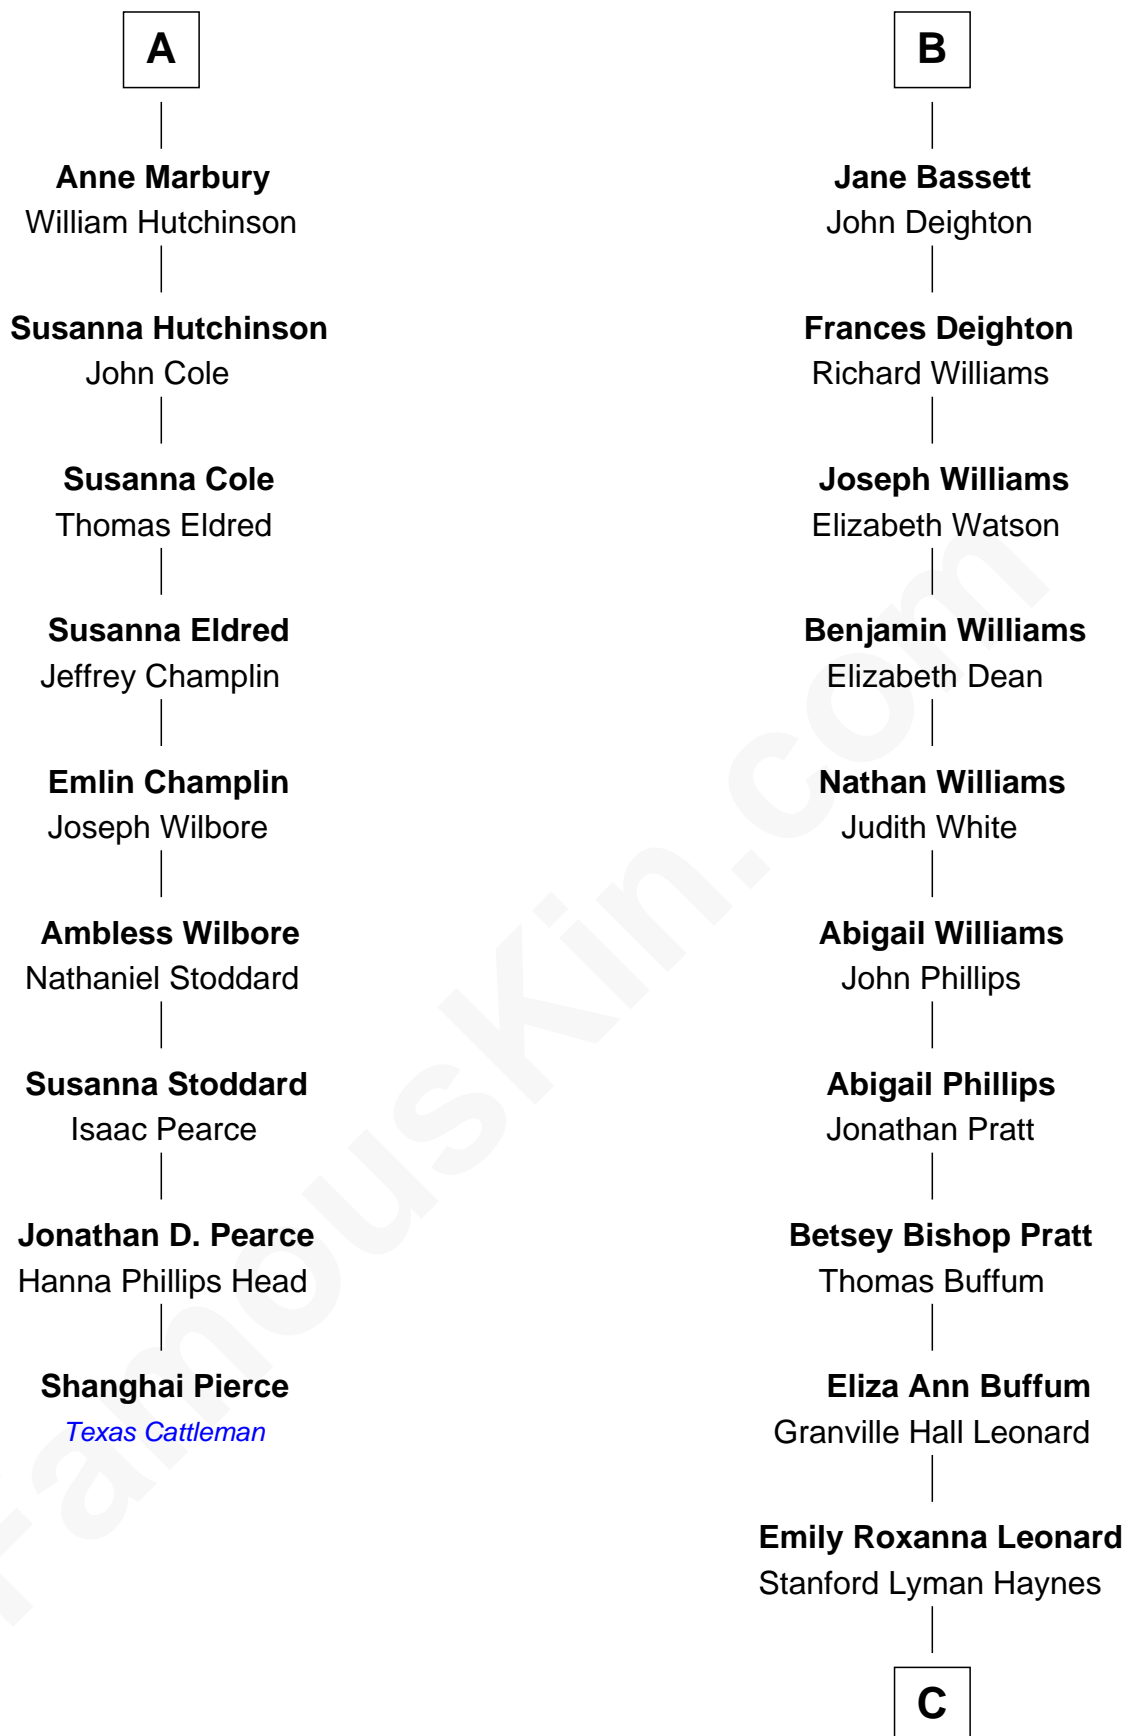 A
Anne Marbury
William Hutchinson
Susanna Hutchinson
John Cole
Susanna Cole
Thomas Eldred
Susanna Eldred
Jeffrey Champlin
Emlin Champlin
Joseph Wilbore
Ambless Wilbore
Nathaniel Stoddard
Susanna Stoddard
Isaac Pearce
Jonathan D. Pearce
Hanna Phillips Head
Shanghai Pierce
Texas Cattleman
B
Jane Bassett
John Deighton
Frances Deighton
Richard Williams
Joseph Williams
Elizabeth Watson
Benjamin Williams
Elizabeth Dean
Nathan Williams
Judith White
Abigail Williams
John Phillips
Abigail Phillips
Jonathan Pratt
Betsey Bishop Pratt
Thomas Buffum
Eliza Ann Buffum
Granville Hall Leonard
Emily Roxanna Leonard
Stanford Lyman Haynes
C
FamousKin.com